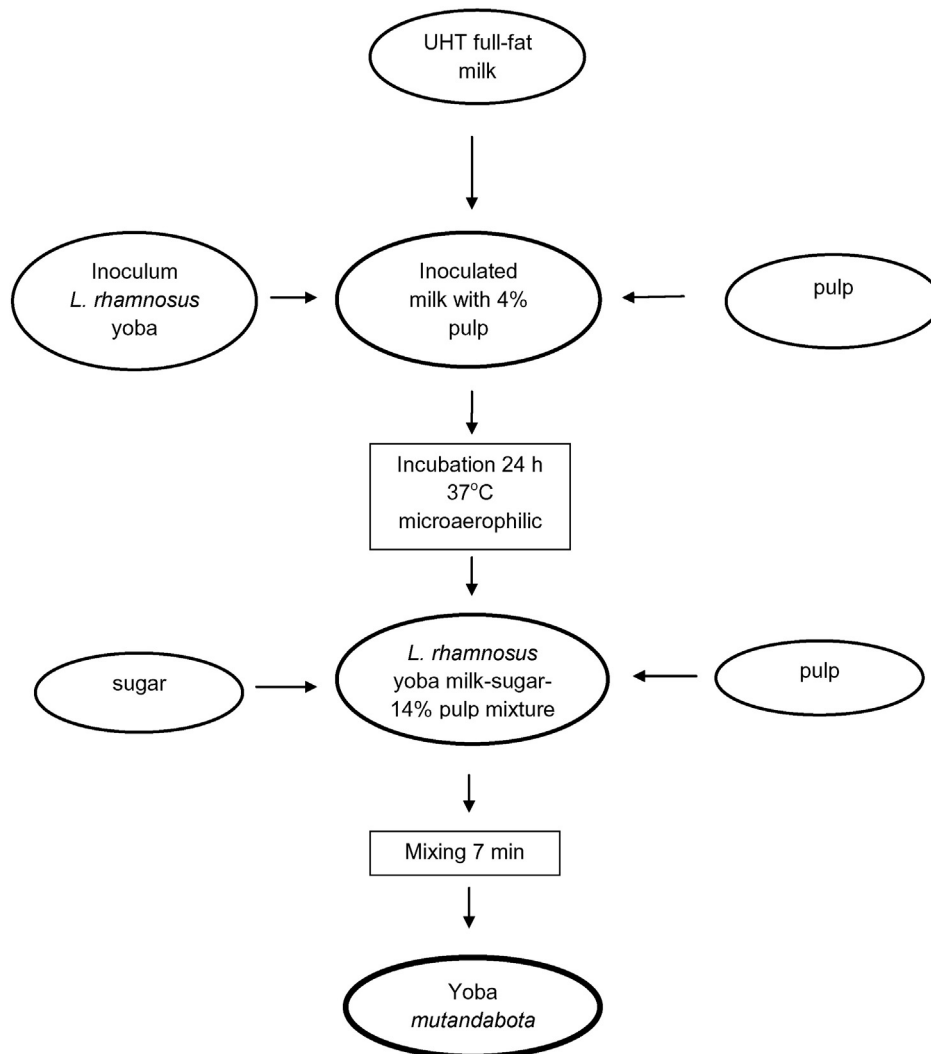 UHT full-fat
milk
Inoculum
L. rhamnosus
yoba
Inoculated
milk with 4%
pulp
pulp
Incubation 24 h
37°C
microaerophilic
sugar
L. rhamnosus
yoba milk-sugar-
14% pulp mixture
pulp
Mixing 7 min
Yoba
mutandabota